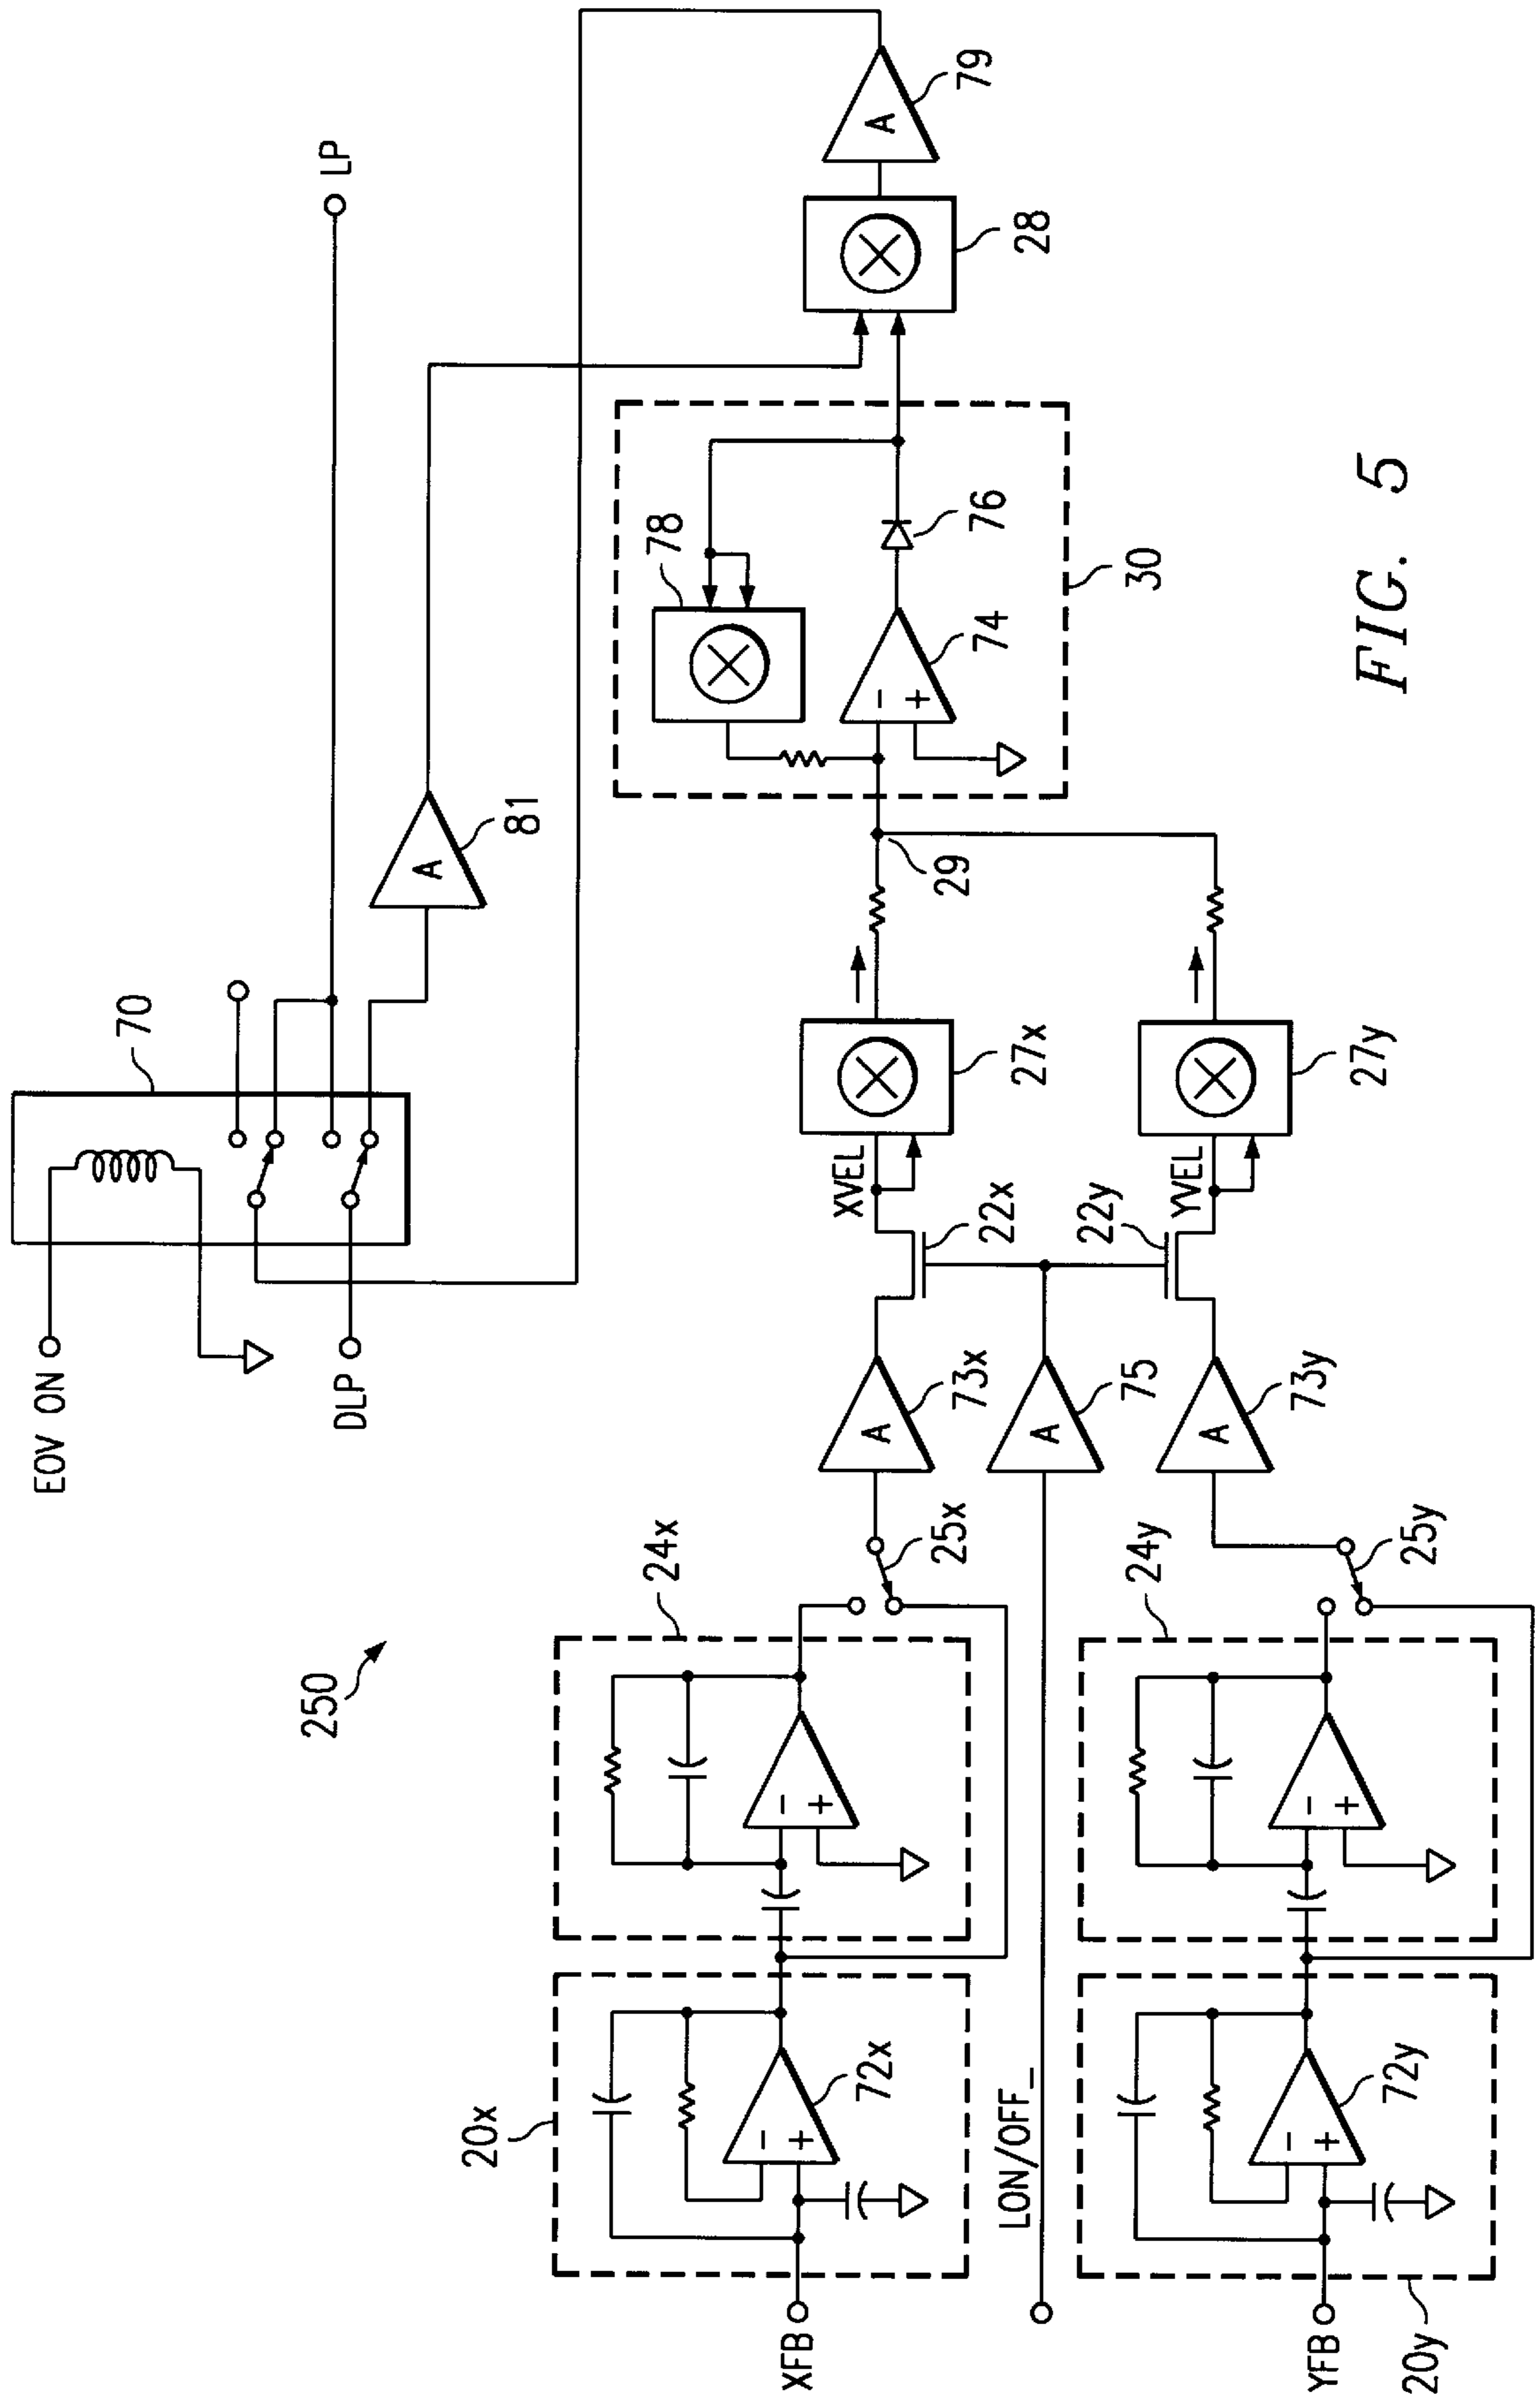 EOV ON
70
DLP
LP
81
A
250
20x
24x
25x
XFB
72x
-
+
-
+
73x
A
XVEL
22x
27x
29
78
74
-
+
76
30
28
79
A
LON/OFF_
75
A
20y
24y
25y
YFB
72y
-
+
-
+
73y
A
YVEL
22y
27y
FIG. 5